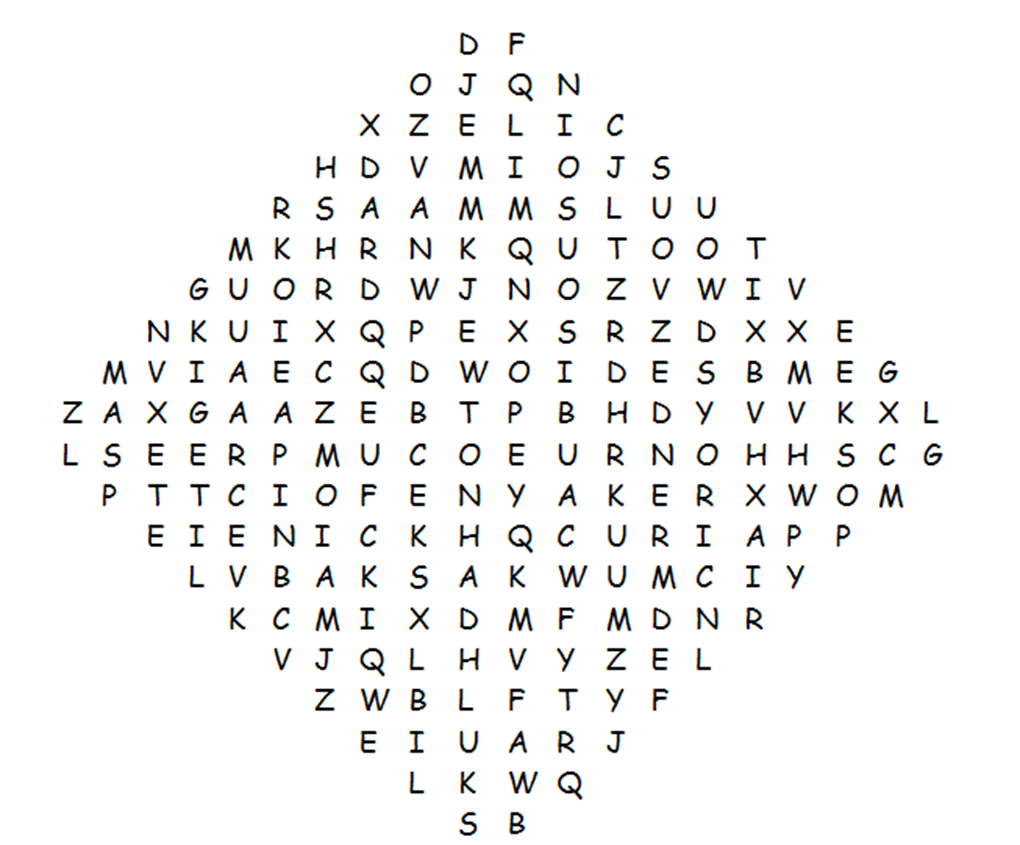 D F
O J Q N
X Z E L I C
H D V M I O J S
R S A A M M S L U U
M K H R N K Q U T O O T
G U O R D W J N O Z V W I V
N K U I X Q P E X S R Z D X X E
M V I A E C Q D W O I D E S B M E G
Z A X G A A Z E B T P B H D Y V V K X L
L S E E R P M U C O E U R N O H H S C G
P T T C I O F E N Y A K E R X W O M
E I E N I C K H Q C U R I A P P
L V B A K S A K W U M C I Y
K C M I X D M F M D N R
V J Q L H V Y Z E L
Z W B L F T Y F
E I U A R J
L K W Q
S B